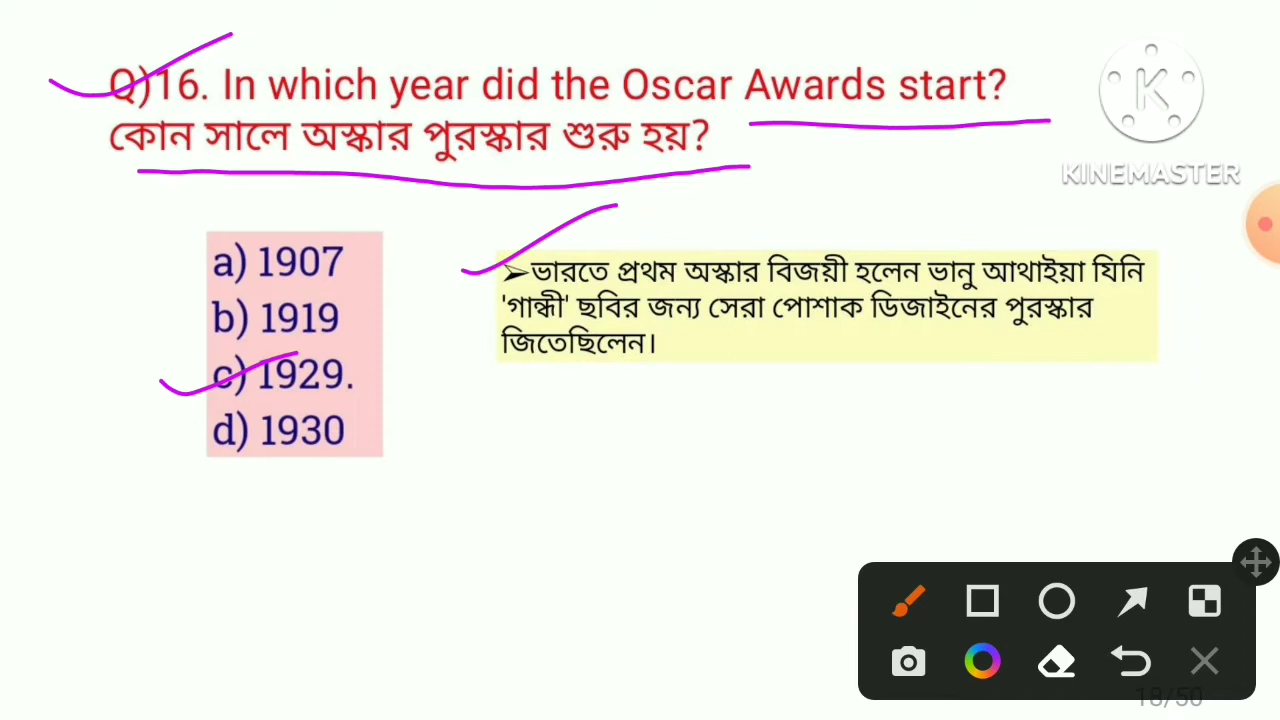 Q)16. In which year did the Oscar Awards start?
কোন সালে অস্কার পুরস্কার শুরু হয়?
K
KINEMASTER
a) 1907
b) 1919
c) 1929.
d) 1930
➢ভারতে প্রথম অস্কার বিজয়ী হলেন ভানু আথাইয়া যিনি
'গান্ধী' ছবির জন্য সেরা পোশাক ডিজাইনের পুরস্কার
জিতেছিলেন।
18/50